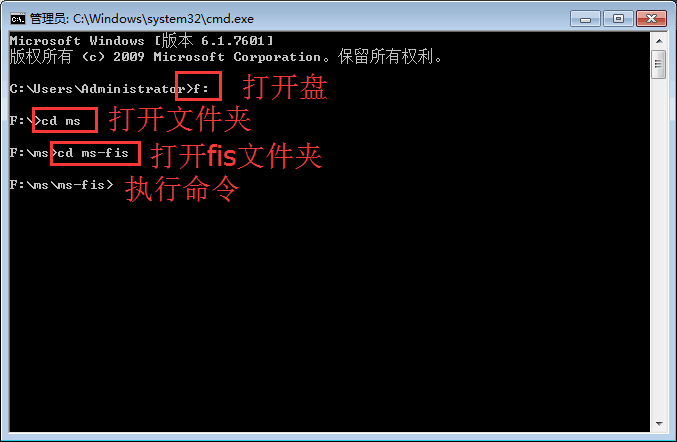 管理员: C:\Windows\system32\cmd.exe
Microsoft Windows [版本 6.1.7601]
版权所有 (c) 2009 Microsoft Corporation。保留所有权利。
C:\Users\Administrator>f: 打开盘
F:\>cd ms 打开文件夹
F:\ms>cd ms-fis 打开fis文件夹
F:\ms\ms-fis> 执行命令